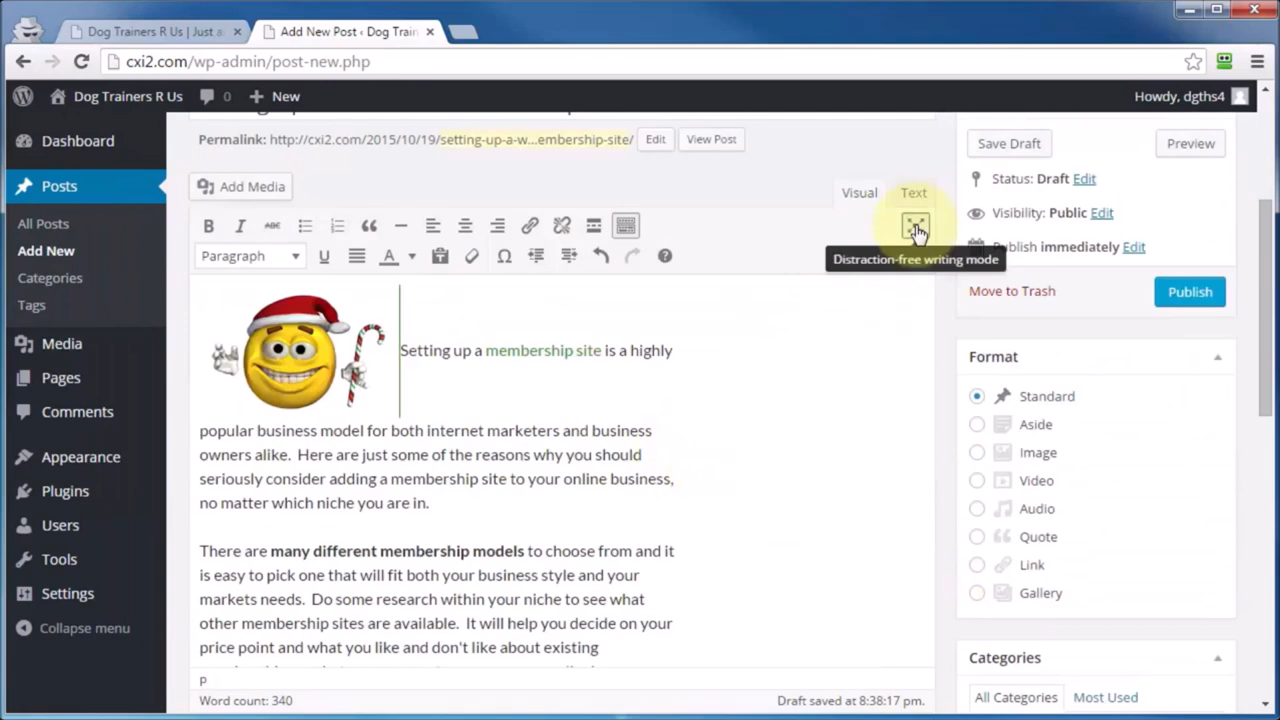 Dog Trainers R Us | Just a
Add New Post ‹ Dog Train
cxi2.com/wp-admin/post-new.php
Dog Trainers R Us
0
New
Howdy, dgths4
Dashboard
Posts
All Posts
Add New
Categories
Tags
Media
Pages
Comments
Appearance
Plugins
Users
Tools
Settings
Collapse menu
Permalink: http://cxi2.com/2015/10/19/setting-up-a-w...embership-site/
Edit
View Post
Add Media
Visual
Text
B I ABC
Paragraph
U
A
Ω
Distraction-free writing mode
Setting up a membership site is a highly
popular business model for both internet marketers and business
owners alike.  Here are just some of the reasons why you should
seriously consider adding a membership site to your online business,
no matter which niche you are in.
There are many different membership models to choose from and it
is easy to pick one that will fit both your business style and your
markets needs.  Do some research within your niche to see what
other membership sites are available.  It will help you decide on your
price point and what you like and don't like about existing
p
Word count: 340
Draft saved at 8:38:17 pm.
Save Draft
Preview
Status: Draft Edit
Visibility: Public Edit
Publish immediately Edit
Move to Trash
Publish
Format
Standard
Aside
Image
Video
Audio
Quote
Link
Gallery
Categories
All Categories
Most Used